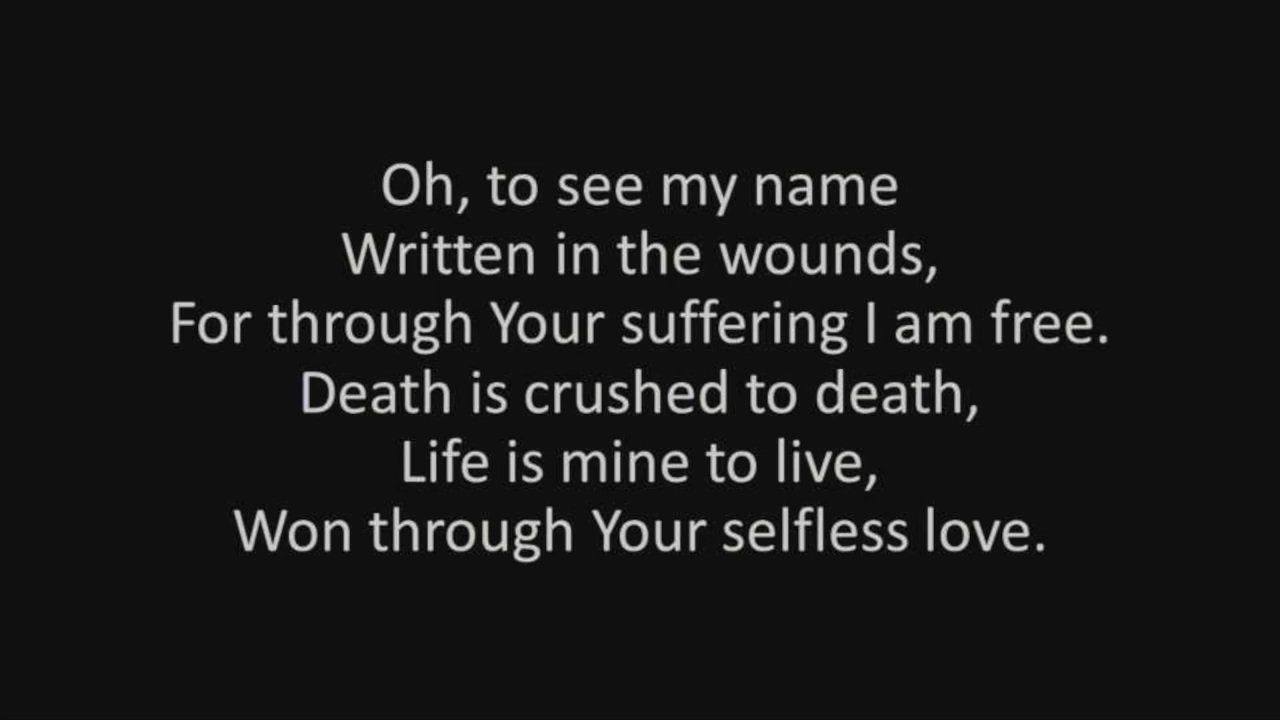 Oh, to see my name
Written in the wounds,
For through Your suffering I am free.
Death is crushed to death,
Life is mine to live,
Won through Your selfless love.